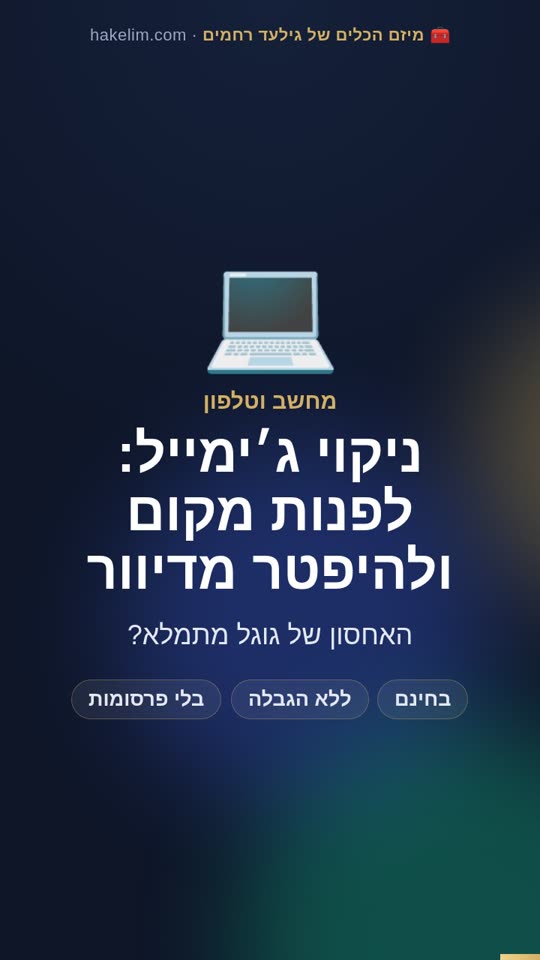 🧰 מיזם הכלים של גילעד רחמים · hakelim.com
מחשב וטלפון
ניקוי ג׳ימייל:
לפנות מקום
ולהיפטר מדיוור
האחסון של גוגל מתמלא?
בחינם
ללא הגבלה
בלי פרסומות